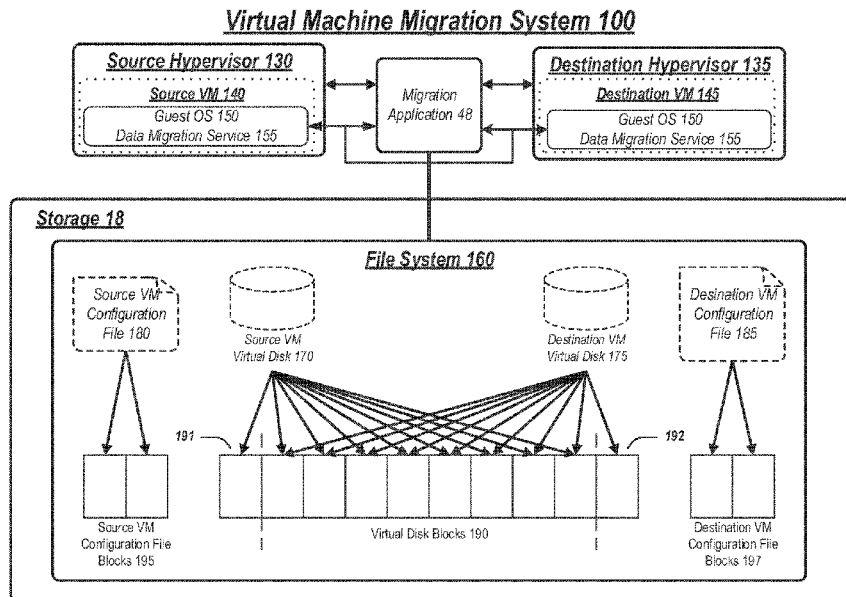 Virtual Machine Migration System 100
Source Hypervisor 130
Source VM 140
Guest OS 150
Data Migration Service 155
Migration
Application 48
Destination Hypervisor 135
Destination VM 145
Guest OS 150
Data Migration Service 155
Storage 18
File System 160
Source VM
Configuration
File 180
Source VM
Virtual Disk 170
Destination VM
Virtual Disk 175
Desination VM
Configuration
File 185
191
192
Source VM
Configuration File
Blocks 195
Virtual Disk Blocks 190
Destination VM
Configuration File
Blocks 197